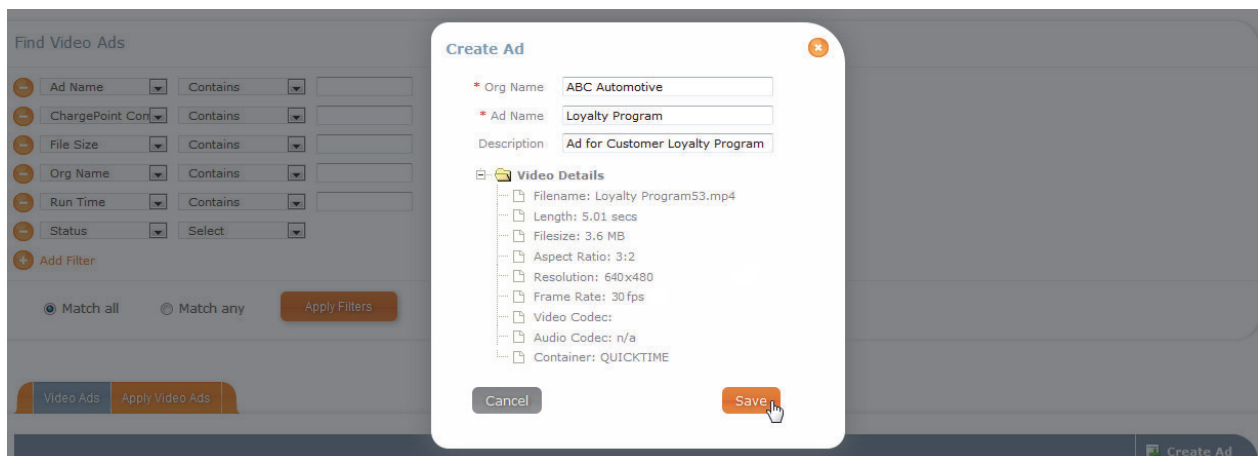 Find Video Ads
Ad Name Contains
ChargePoint Con Contains
File Size Contains
Org Name Contains
Run Time Contains
Status Select
Add Filter
Match all Match any Apply Filters
Video Ads Apply Video Ads
Create Ad
* Org Name ABC Automotive
* Ad Name Loyalty Program
Description Ad for Customer Loyalty Program
Video Details
Filename: Loyalty Program53.mp4
Length: 5.01 secs
Filesize: 3.6 MB
Aspect Ratio: 3:2
Resolution: 640x480
Frame Rate: 30 fps
Video Codec:
Audio Codec: n/a
Container: QUICKTIME
Cancel Save
Create Ad